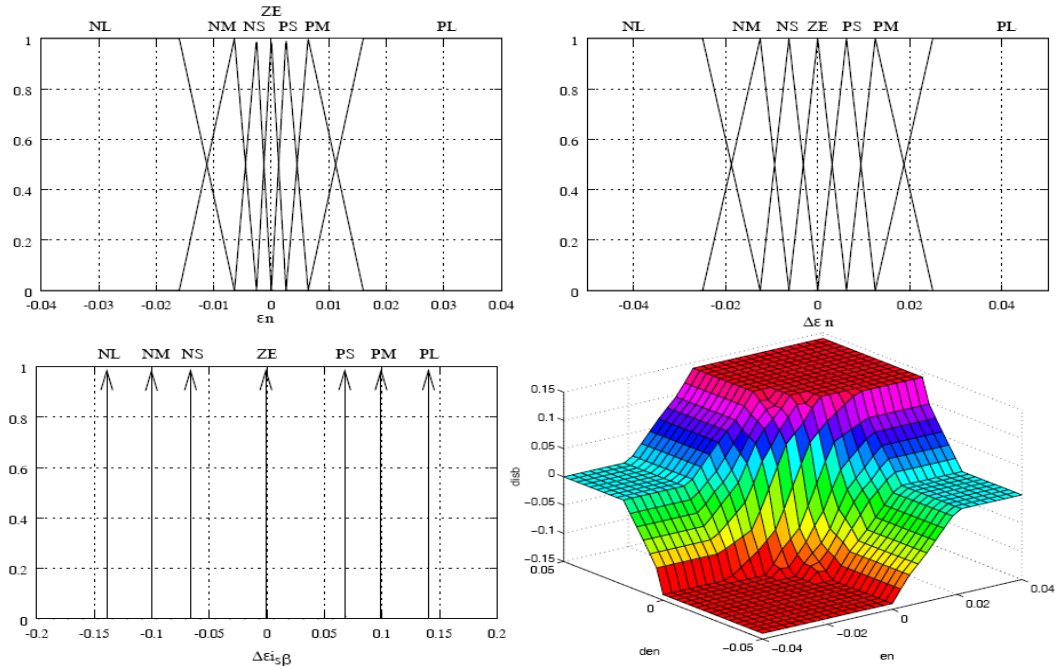 ZE
NL NM NS PS PM PL
1
0.8
0.6
0.4
0.2
0
-0.04 -0.03 -0.02 -0.01 0 0.01 0.02 0.03 0.04
εn
NL NM NS ZE PS PM PL
1
0.8
0.6
0.4
0.2
0
-0.04 -0.02 0 0.02 0.04
Δε n
NL NM NS ZE PS PM PL
1
0.8
0.6
0.4
0.2
0
-0.2 -0.15 -0.1 -0.05 0 0.05 0.1 0.15 0.2
Δεisβ
0.15
0.1
0.05
0
-0.05
-0.1
-0.15
disb
0.05
0
-0.05
den
-0.04
-0.02
0
0.02
0.04
en